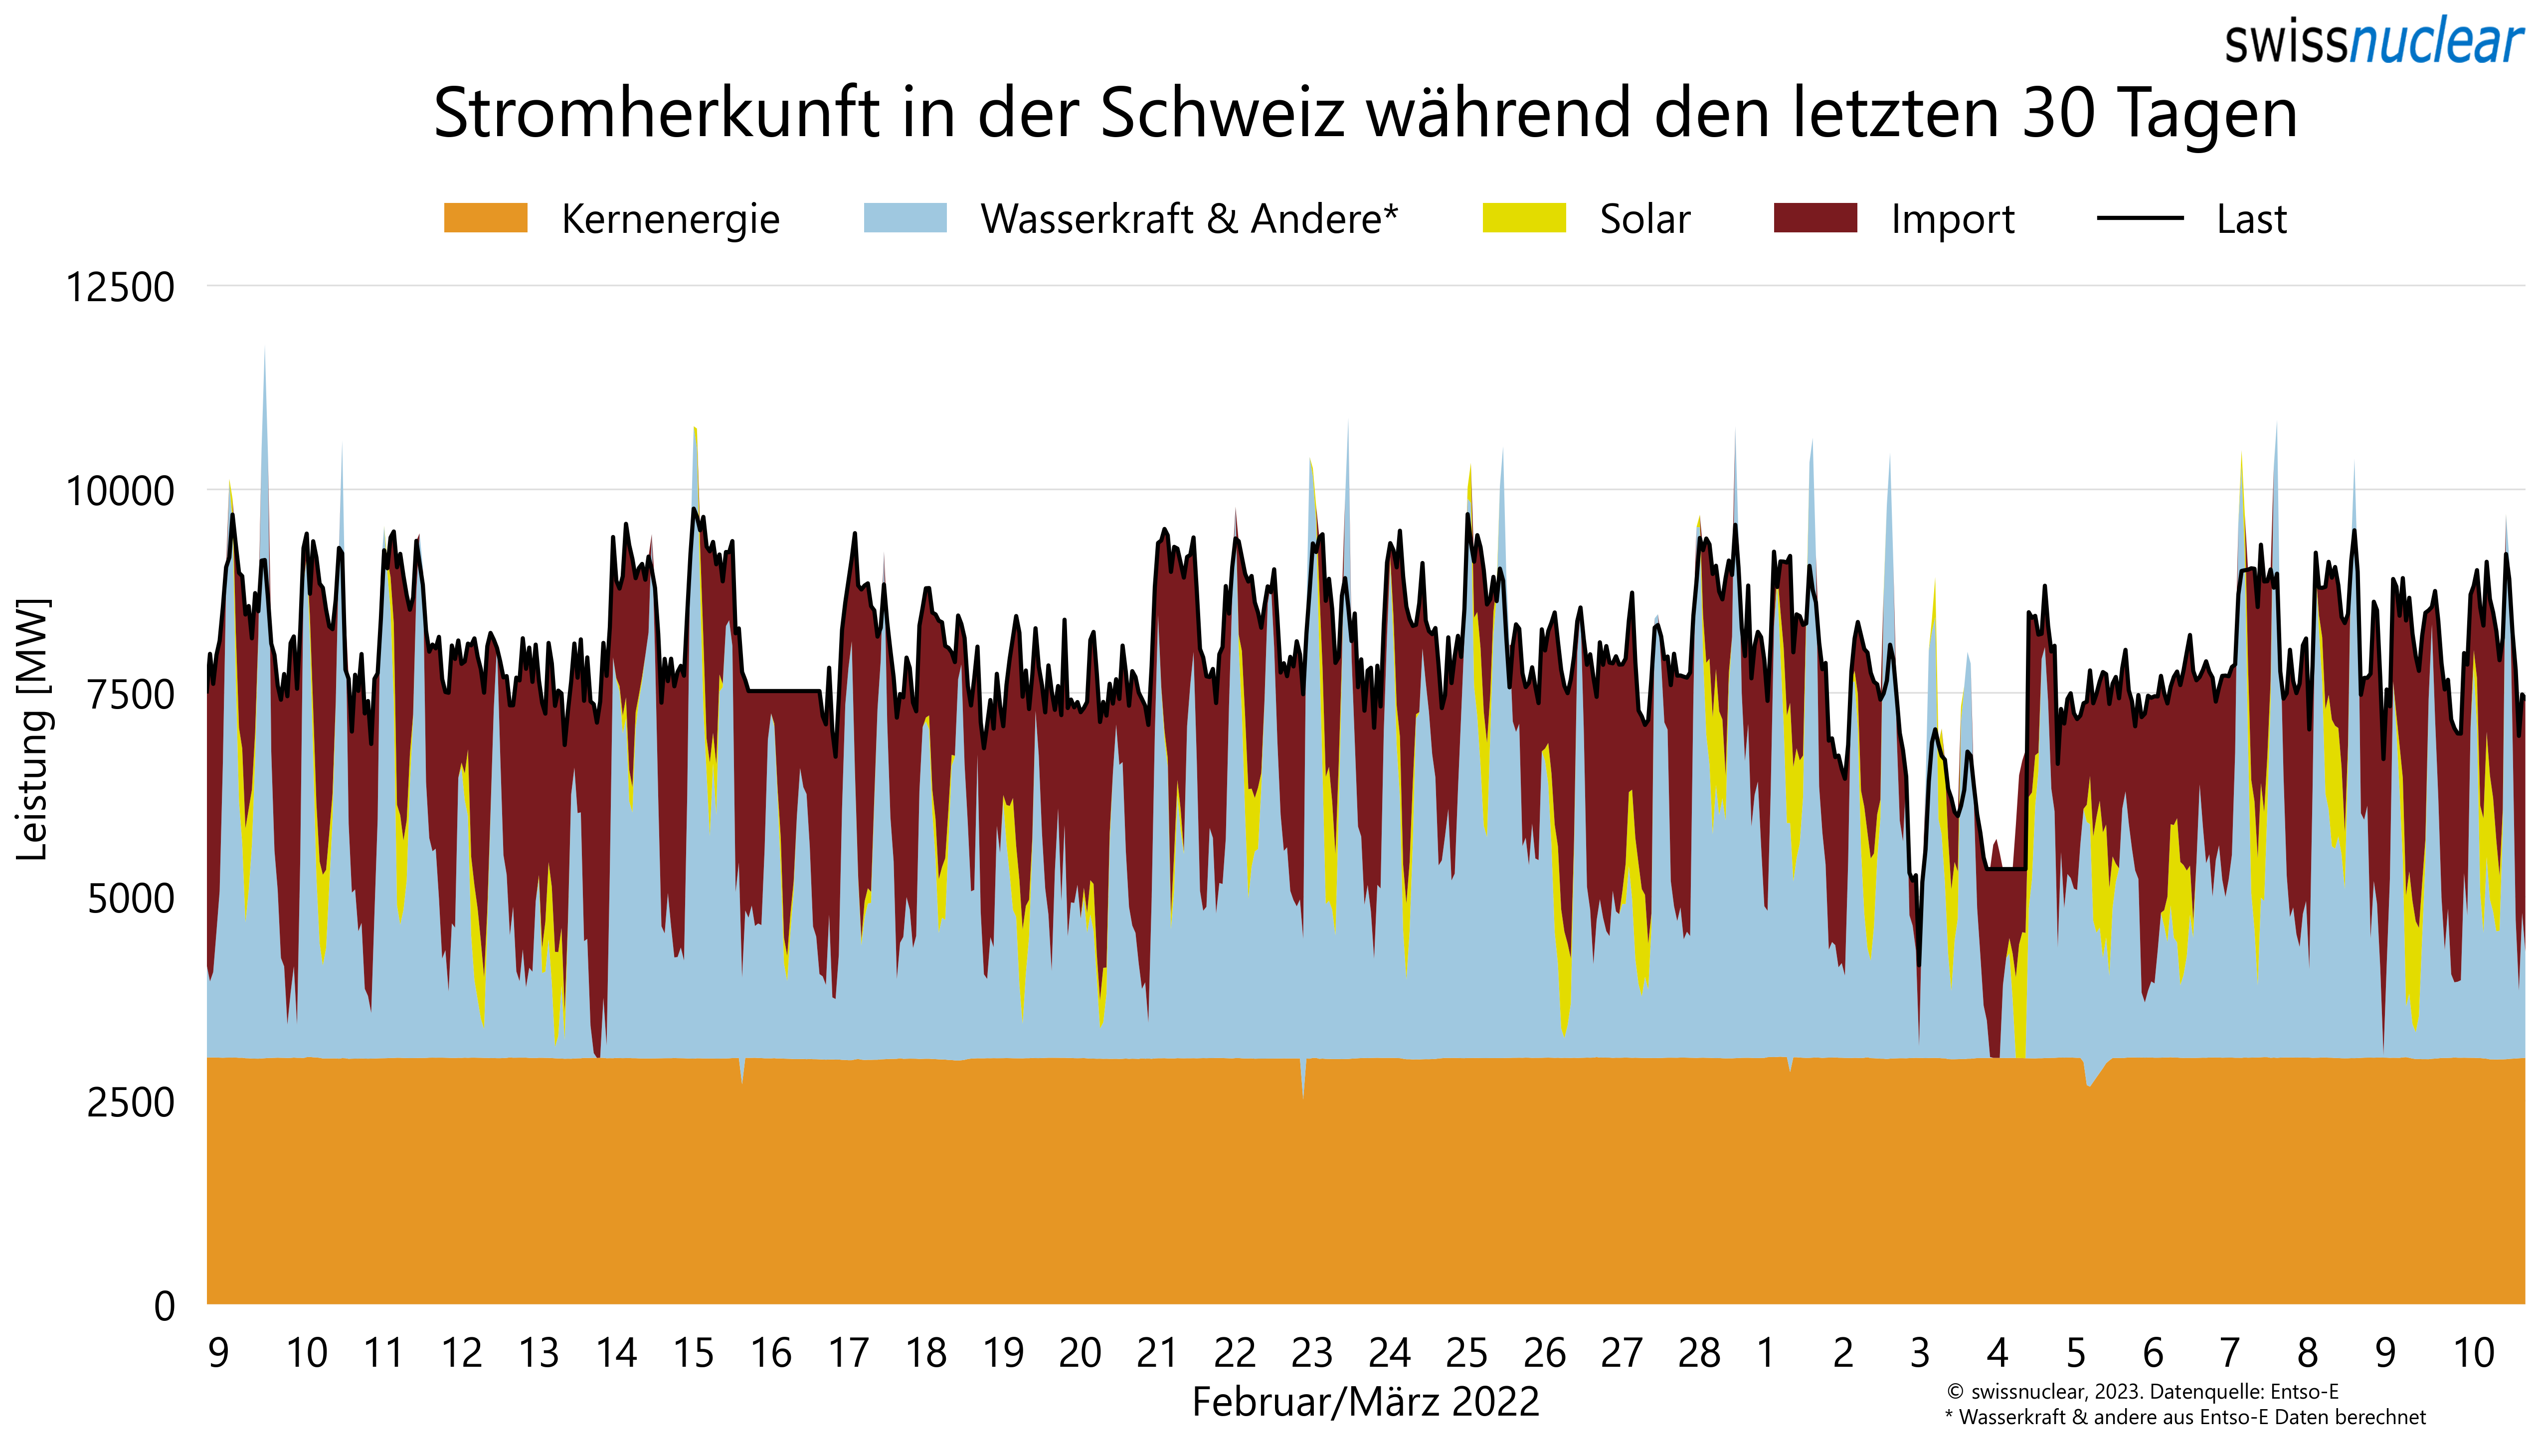 swissnuclear
Stromherkunft in der Schweiz während den letzten 30 Tagen
Kernenergie Wasserkraft & Andere* Solar Import Last
12500
10000
7500
5000
2500
0
Leistung [MW]
9 10 11 12 13 14 15 16 17 18 19 20 21 22 23 24 25 26 27 28 1 2 3 4 5 6 7 8 9 10
Februar/März 2022
© swissnuclear, 2023. Datenquelle: Entso-E
* Wasserkraft & andere aus Entso-E Daten berechnet